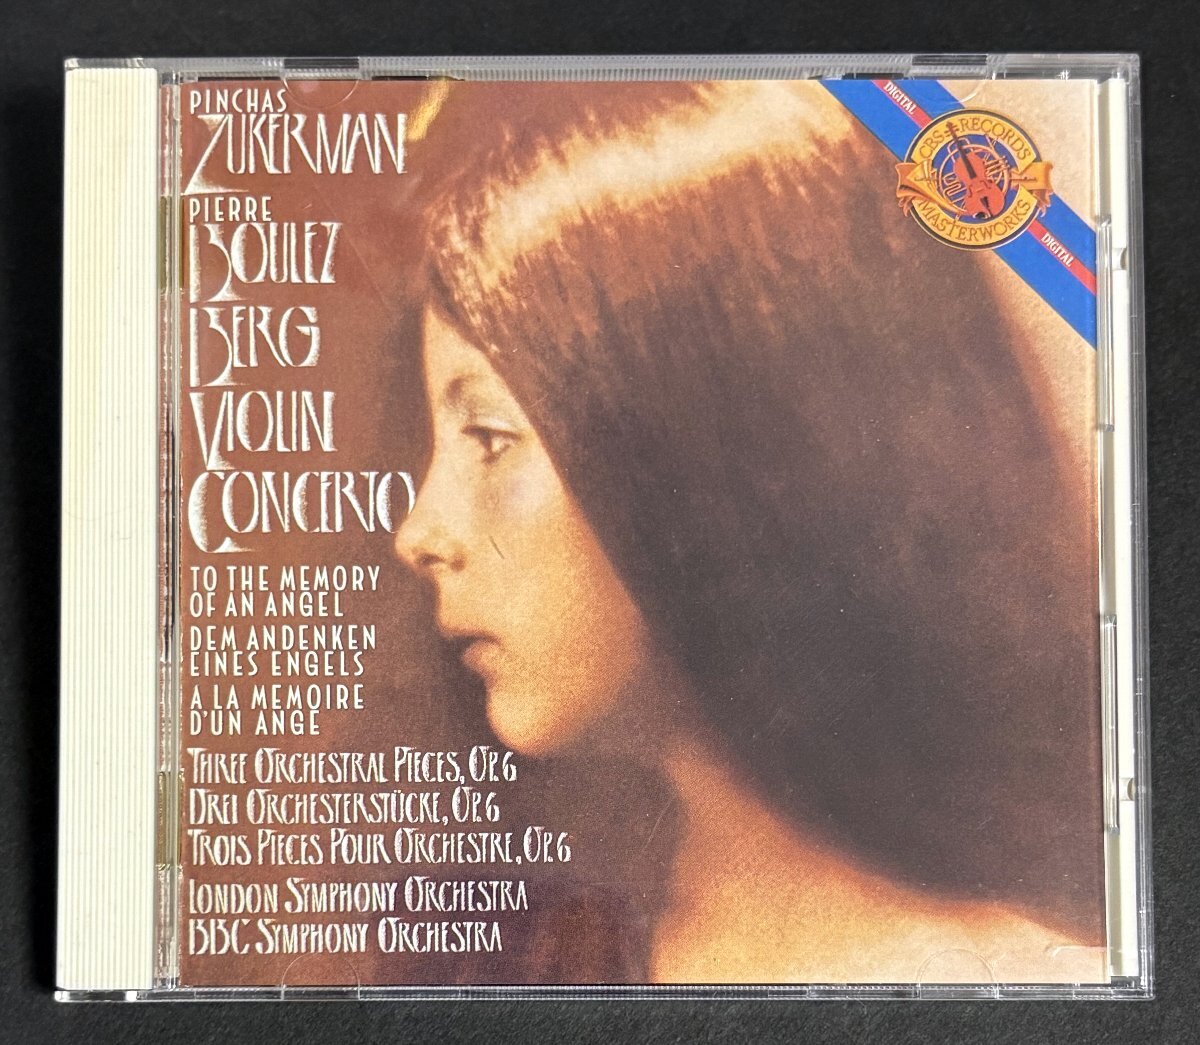 PINCHAS
ZUKERMAN
PIERRE
BOULEZ
BERG
VIOLIN
CONCERTO
TO THE MEMORY
OF AN ANGEL
DEM ANDENKEN
EINES ENGELS
A LA MEMOIRE
D'UN ANGE
THREE ORCHESTRAL PIECES, OP. 6
DREI ORCHESTERSTÜCKE, OP. 6
TROIS PIECES POUR ORCHESTRE, OP. 6
LONDON SYMPHONY ORCHESTRA
BBC SYMPHONY ORCHESTRA
DIGITAL
CBS RECORDS
MASTERWORKS
DIGITAL